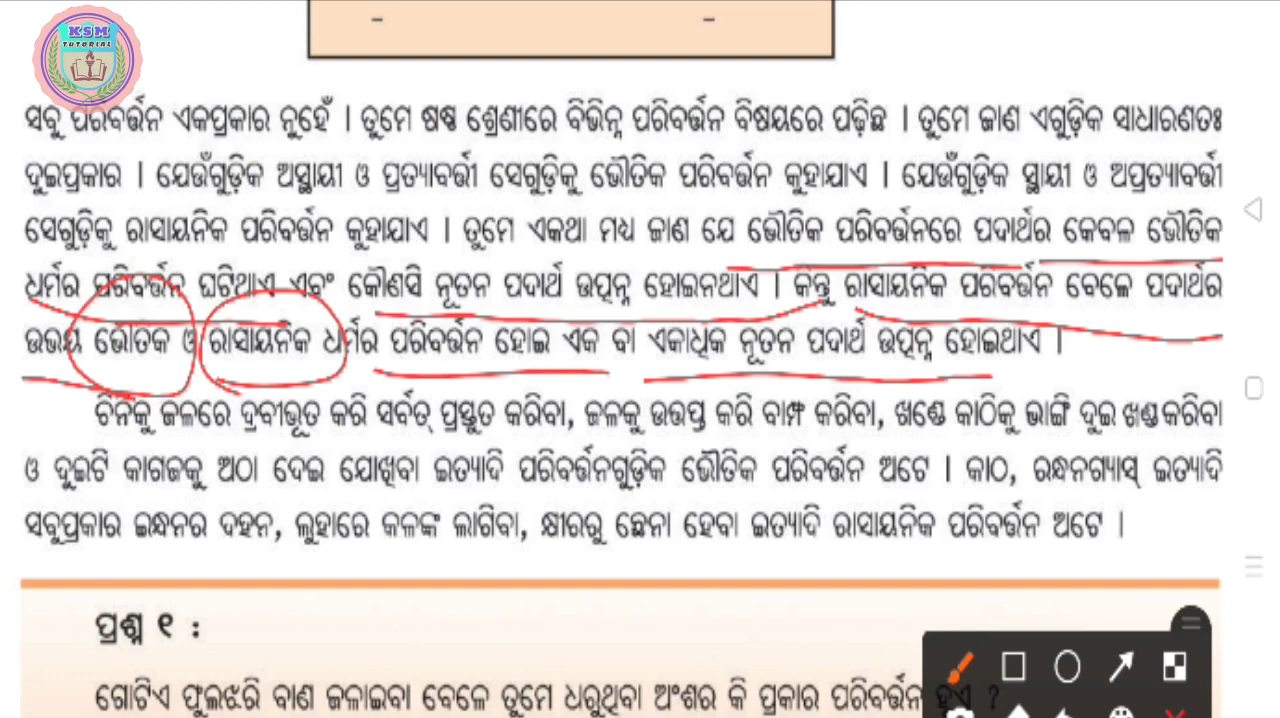 KSM
TUTORIAL
ସବୁ ପରିବର୍ତ୍ତନ ଏକପ୍ରକାର ନୁହେଁ । ତୁମେ ଷଷ୍ଠ ଶ୍ରେଣୀରେ ବିଭିନ୍ନ ପରିବର୍ତ୍ତନ ବିଷୟରେ ପଢ଼ିଛ । ତୁମେ ଜାଣ ଏଗୁଡ଼ିକ ସାଧାରଣତଃ
ଦୁଇପ୍ରକାର । ଯେଉଁଗୁଡ଼ିକ ଅସ୍ଥାୟୀ ଓ ପ୍ରତ୍ୟାବର୍ତ୍ତୀ ସେଗୁଡ଼ିକୁ ଭୌତିକ ପରିବର୍ତ୍ତନ କୁହାଯାଏ । ଯେଉଁଗୁଡ଼ିକ ସ୍ଥାୟୀ ଓ ଅପ୍ରତ୍ୟାବର୍ତ୍ତୀ
ସେଗୁଡ଼ିକୁ ରାସାୟନିକ ପରିବର୍ତ୍ତନ କୁହାଯାଏ । ତୁମେ ଏକଥା ମଧ୍ୟ ଜାଣ ଯେ ଭୌତିକ ପରିବର୍ତ୍ତନରେ ପଦାର୍ଥର କେବଳ ଭୌତିକ
ଧର୍ମର ପରିବର୍ତ୍ତନ ଘଟିଥାଏ ଏବଂ କୌଣସି ନୂତନ ପଦାର୍ଥ ଉତ୍ପନ୍ନ ହୋଇନଥାଏ । କିନ୍ତୁ ରାସାୟନିକ ପରିବର୍ତ୍ତନ ବେଳେ ପଦାର୍ଥର
ଉଭୟ ଭୌତିକ ଓ ରାସାୟନିକ ଧର୍ମର ପରିବର୍ତ୍ତନ ହୋଇ ଏକ ବା ଏକାଧିକ ନୂତନ ପଦାର୍ଥ ଉତ୍ପନ୍ନ ହୋଇଥାଏ ।
ଚିନିକୁ ଜଳରେ ଦ୍ରବୀଭୂତ କରି ସର୍ବତ୍ ପ୍ରସ୍ତୁତ କରିବା, ଜଳକୁ ଉତ୍ତପ୍ତ କରି ବାମ୍ଫ କରିବା, ଖଣ୍ଡେ କାଠିକୁ ଭାଙ୍ଗି ଦୁଇ ଖଣ୍ଡ କରିବା
ଓ ଦୁଇଟି କାଗଜକୁ ଅଠା ଦେଇ ଯୋଖିବା ଇତ୍ୟାଦି ପରିବର୍ତ୍ତନଗୁଡ଼ିକ ଭୌତିକ ପରିବର୍ତ୍ତନ ଅଟେ । କାଠ, ରନ୍ଧନଗ୍ୟାସ୍ ଇତ୍ୟାଦି
ସବୁପ୍ରକାର ଇନ୍ଧନର ଦହନ, ଲୁହାରେ କଳଙ୍କ ଲାଗିବା, କ୍ଷୀରରୁ ଛେନା ହେବା ଇତ୍ୟାଦି ରାସାୟନିକ ପରିବର୍ତ୍ତନ ଅଟେ ।
ପ୍ରଶ୍ନ ୧ :
ଗୋଟିଏ ଫୁଲଝରି ବାଣ ଜଳାଇବା ବେଳେ ତୁମେ ଧରୁଥିବା ଅଂଶର କି ପ୍ରକାର ପରିବର୍ତ୍ତନ ହୁଏ ?